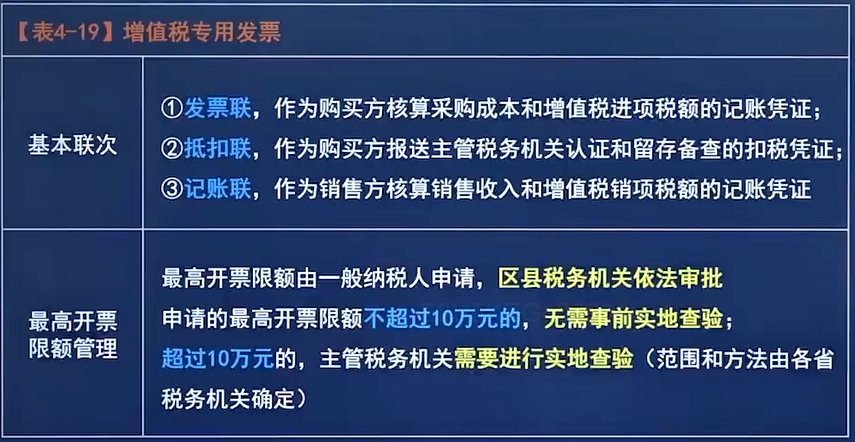 【表4-19】增值税专用发票
基本联次
①发票联，作为购买方核算采购成本和增值税进项税额的记账凭证；
②抵扣联，作为购买方报送主管税务机关认证和留存备查的扣税凭证；
③记账联，作为销售方核算销售收入和增值税销项税额的记账凭证
最高开票
限额管理
最高开票限额由一般纳税人申请，区县税务机关依法审批
申请的最高开票限额不超过10万元的，无需事前实地查验；
超过10万元的，主管税务机关需要进行实地查验（范围和方法由各省
税务机关确定）